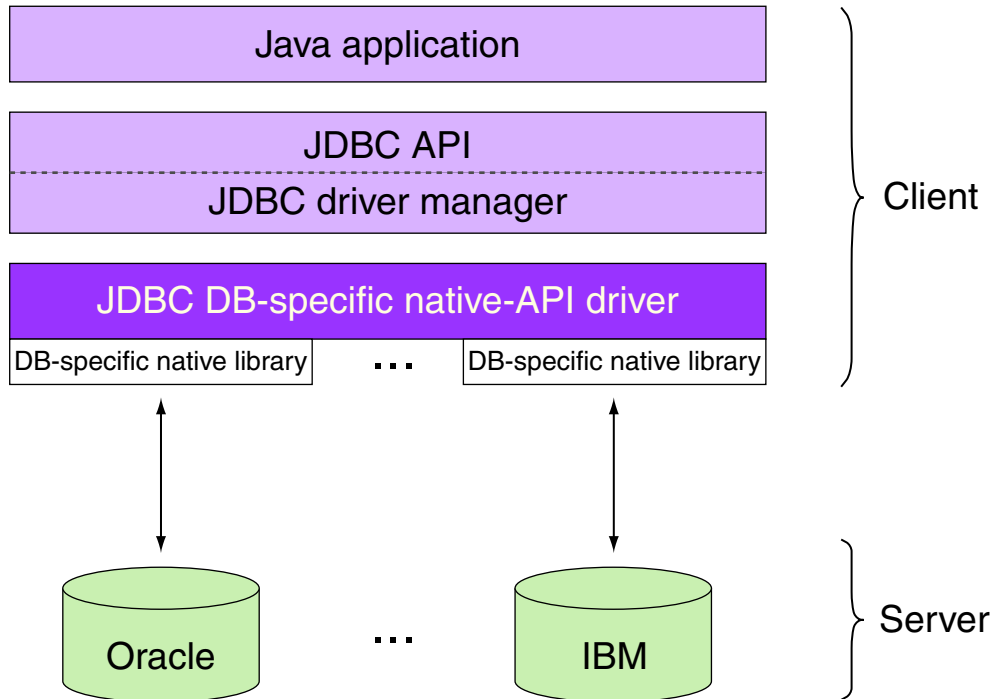 Java application
JDBC API
JDBC driver manager
Client
JDBC DB-specific native-API driver
DB-specific native library
...
DB-specific native library
Oracle
...
IBM
Server